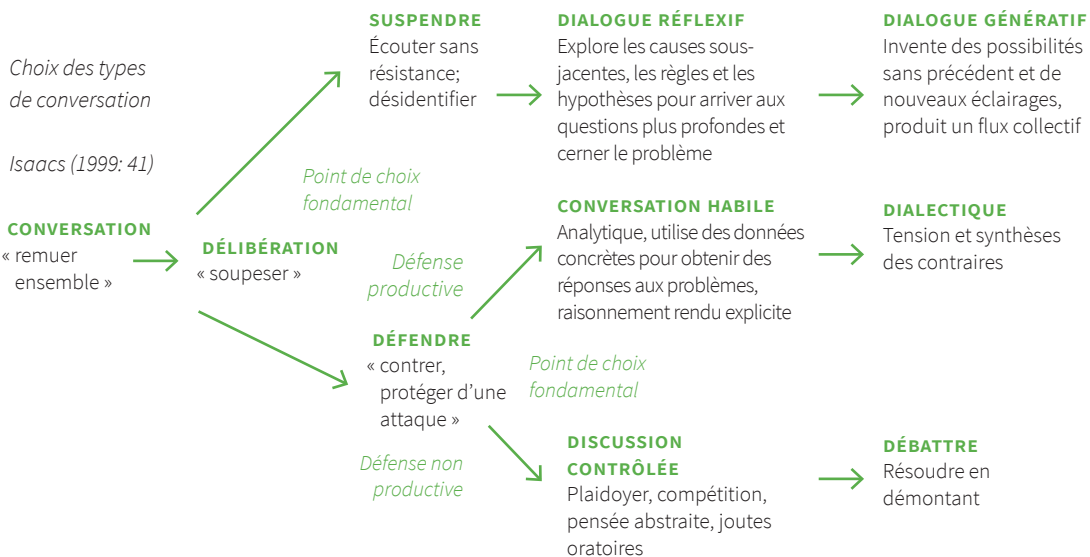 Choix des types
de conversation
Isaacs (1999: 41)
CONVERSATION
« remuer
ensemble »
DÉLIBÉRATION
« soupeser »
Point de choix
fondamental
SUSPENDRE
Écouter sans
résistance;
désidentifier
DIALOGUE RÉFLEXIF
Explore les causes sous-
jacentes, les règles et les
hypothèses pour arriver aux
questions plus profondes et
cerner le problème
DIALOGUE GÉNÉRATIF
Invente des possibilités
sans précédent et de
nouveaux éclairages,
produit un flux collectif
Défense
productive
DÉFENDRE
« contrer,
protéger d’une
attaque »
Point de choix
fondamental
Défense non
productive
CONVERSATION HABILE
Analytique, utilise des données
concrètes pour obtenir des
réponses aux problèmes,
raisonnement rendu explicite
DIALECTIQUE
Tension et synthèses
des contraires
DISCUSSION
CONTRÔLÉE
Plaidoyer, compétition,
pensée abstraite, joutes
oratoires
DÉBATTRE
Résoudre en
démontant